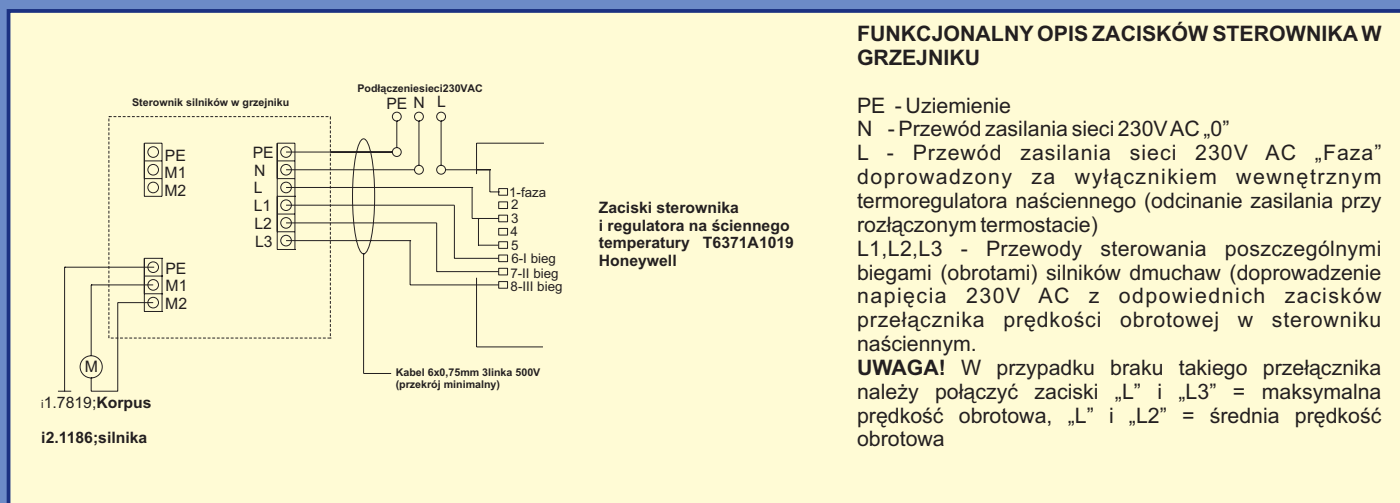 Sterownik silników w grzejniku
Podłączeniesieci230VAC
PE N L
PE
M1
M2
PE
N
L
L1
L2
L3
PE
M1
M2
M
1-faza
2
3
4
5
6-I bieg
7-II bieg
8-III bieg
Zaciski sterownika
i regulatora na ściennego
temperatury T6371A1019
Honeywell
Kabel 6x0,75mm 3linka 500V
(przekrój minimalny)
i1.7819;Korpus
i2.1186;silnika
FUNKCJONALNY OPIS ZACISKÓW STEROWNIKA W
GRZEJNIKU
PE - Uziemienie
N - Przewód zasilania sieci 230V AC „0”
L - Przewód zasilania sieci 230V AC „Faza”
doprowadzony za wyłącznikiem wewnętrznym
termoregulatora naściennego (odcinanie zasilania przy
rozłączonym termostacie)
L1,L2,L3 - Przewody sterowania poszczególnymi
biegami (obrotami) silników dmuchaw (doprowadzenie
napięcia 230V AC z odpowiednich zacisków
przełącznika prędkości obrotowej w sterowniku
naściennym.
UWAGA! W przypadku braku takiego przełącznika
należy połączyć zaciski „L” i „L3” = maksymalna
prędkość obrotowa, „L” i „L2” = średnia prędkość
obrotowa